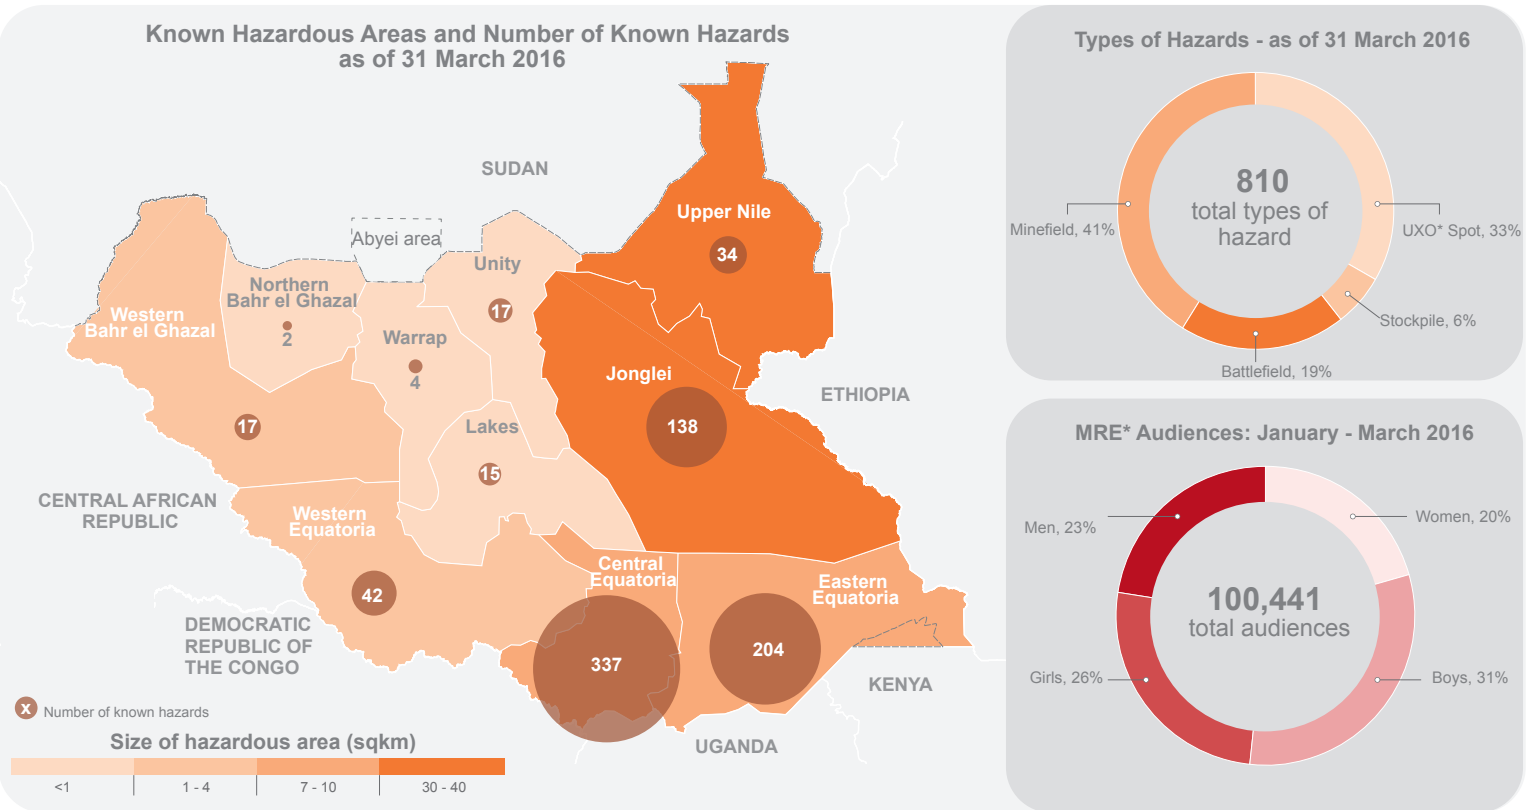 Known Hazardous Areas and Number of Known Hazards
as of 31 March 2016
SUDAN
Upper Nile
34
Abyei area
Unity
17
Northern
Bahr el Ghazal
2
Western
Bahr el Ghazal
17
Warrap
4
Jonglei
138
ETHIOPIA
Lakes
15
CENTRAL AFRICAN
REPUBLIC
Western
Equatoria
42
Central
Equatoria
337
Eastern
Equatoria
204
DEMOCRATIC
REPUBLIC OF
THE CONGO
KENYA
UGANDA
X Number of known hazards
Size of hazardous area (sqkm)
<1 1 - 4 7 - 10 30 - 40
Types of Hazards - as of 31 March 2016
810
total types of
hazard
Minefield, 41%
UXO* Spot, 33%
Stockpile, 6%
Battlefield, 19%
MRE* Audiences: January - March 2016
Men, 23%
Women, 20%
100,441
total audiences
Girls, 26%
Boys, 31%